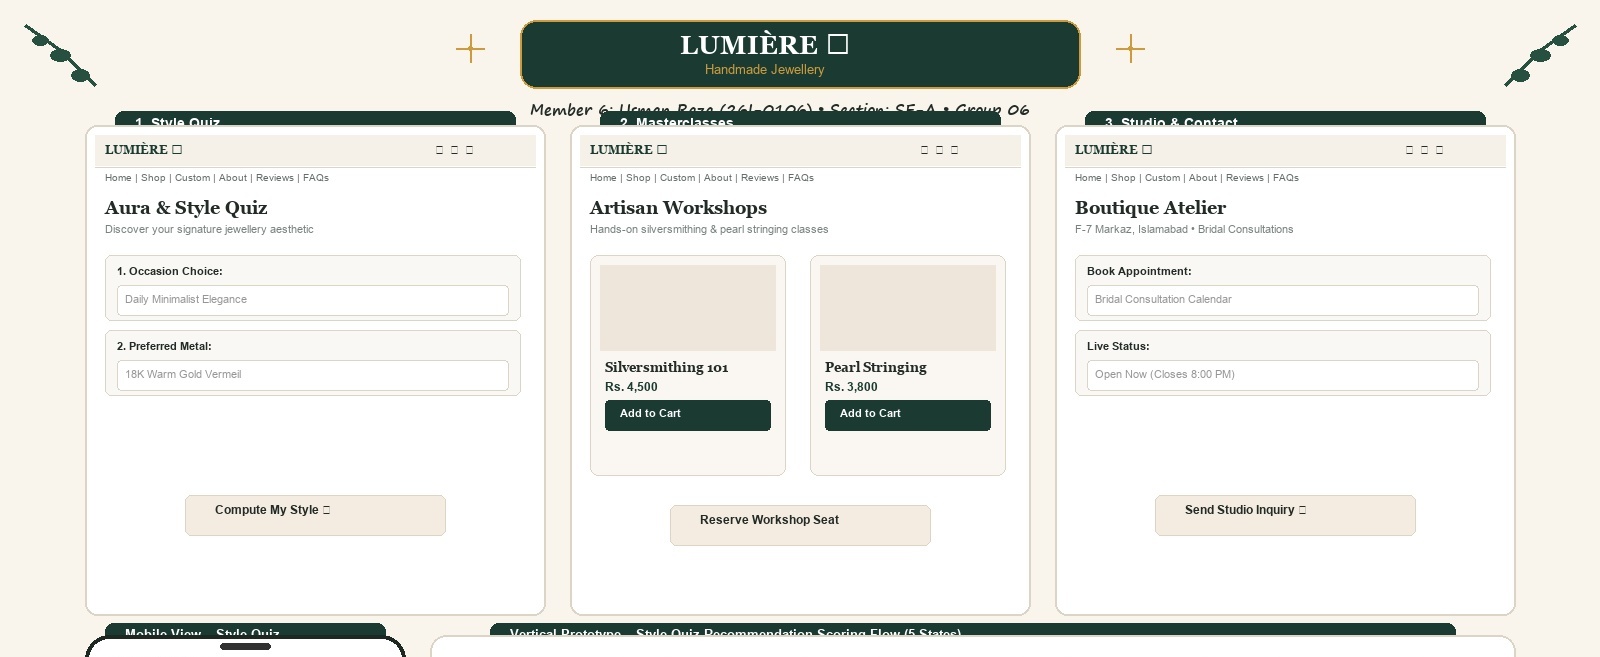 LUMIÈRE □
Handmade Jewellery
Member 6: Usman Raza (26L-0106) • Section: SE-A • Group 06
1. Style Quiz
LUMIÈRE □
□ □ □
Home | Shop | Custom | About | Reviews | FAQs
Aura & Style Quiz
Discover your signature jewellery aesthetic
1. Occasion Choice:
Daily Minimalist Elegance
2. Preferred Metal:
18K Warm Gold Vermeil
Compute My Style □
2. Masterclasses
LUMIÈRE □
□ □ □
Home | Shop | Custom | About | Reviews | FAQs
Artisan Workshops
Hands-on silversmithing & pearl stringing classes
Silversmithing 101
Rs. 4,500
Add to Cart
Pearl Stringing
Rs. 3,800
Add to Cart
Reserve Workshop Seat
3. Studio & Contact
LUMIÈRE □
□ □ □
Home | Shop | Custom | About | Reviews | FAQs
Boutique Atelier
F-7 Markaz, Islamabad • Bridal Consultations
Book Appointment:
Bridal Consultation Calendar
Live Status:
Open Now (Closes 8:00 PM)
Send Studio Inquiry □
Mobile View – Style Quiz
Vertical Prototype – Style Quiz Recommendation Scoring Flow (5 States)